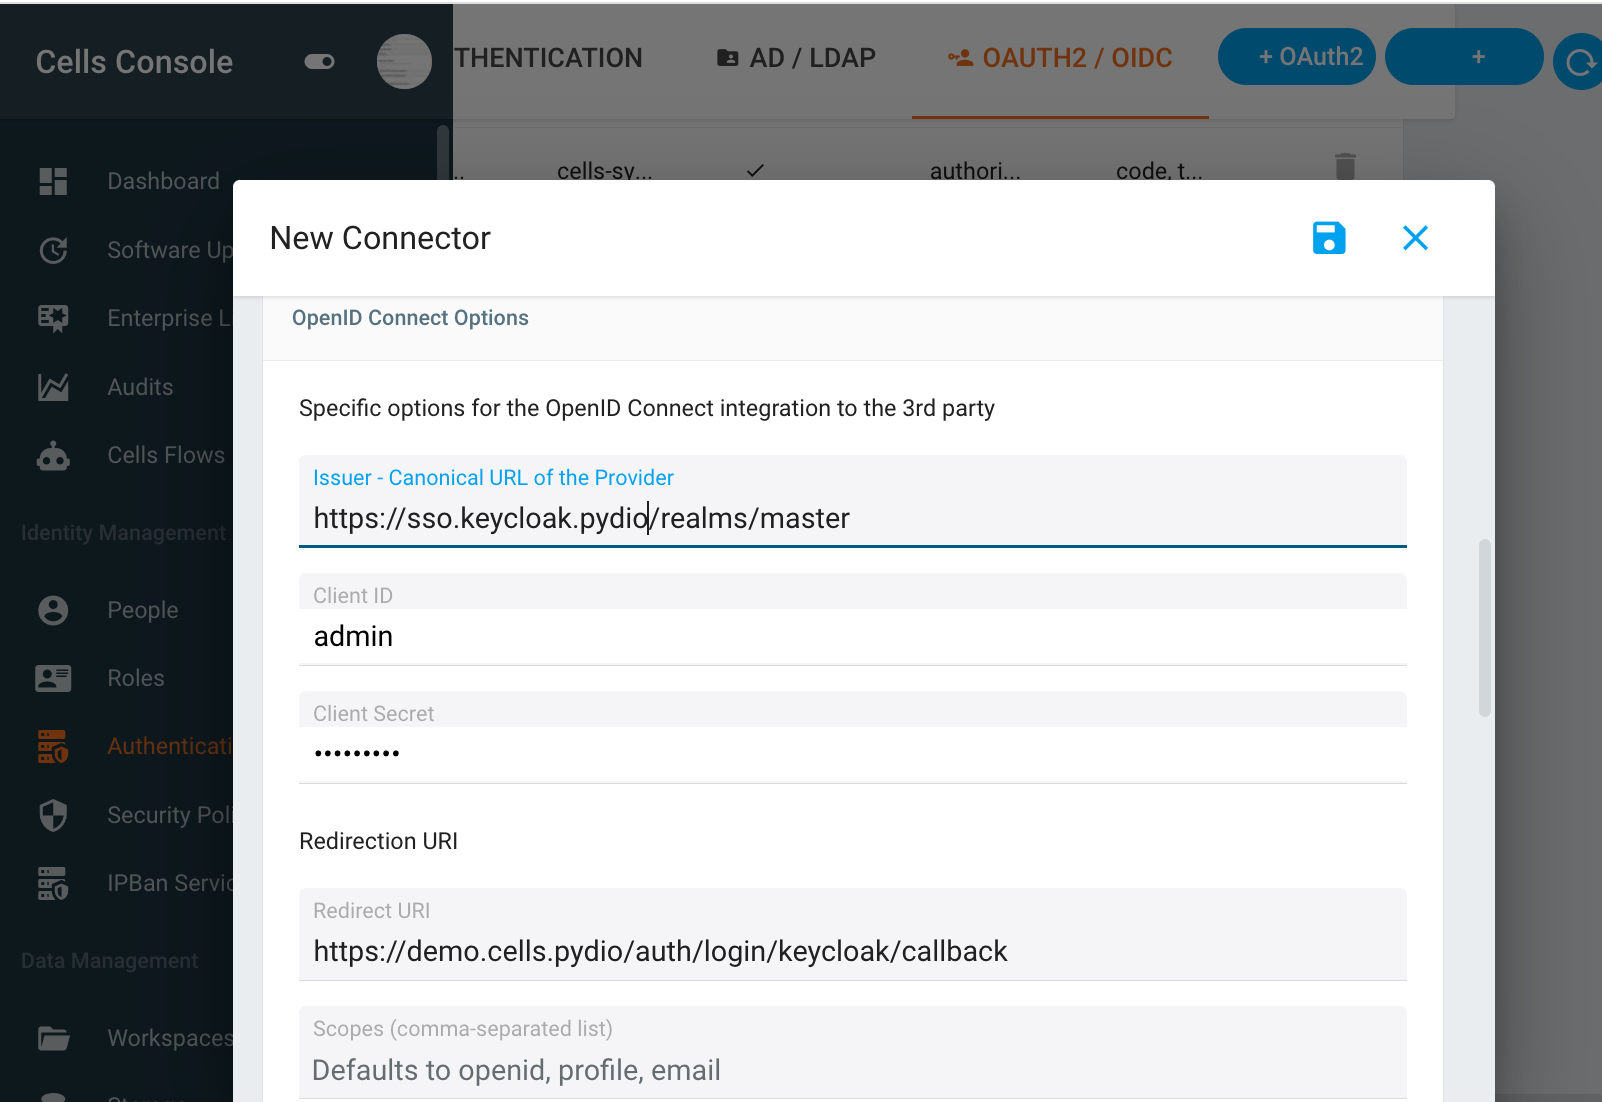 Cells Console
THENTICATION
AD / LDAP
OAUTH2 / OIDC
+ OAuth2
+
cells-sy...
authori...
code, t...
Dashboard
Software Up
Enterprise L
Audits
Cells Flows
Identity Management
People
Roles
Authenticati
Security Poli
IPBan Servic
Data Management
Workspaces
New Connector
OpenID Connect Options
Specific options for the OpenID Connect integration to the 3rd party
Issuer - Canonical URL of the Provider
https://sso.keycloak.pydio/realms/master
Client ID
admin
Client Secret
•••••••••
Redirection URI
Redirect URI
https://demo.cells.pydio/auth/login/keycloak/callback
Scopes (comma-separated list)
Defaults to openid, profile, email